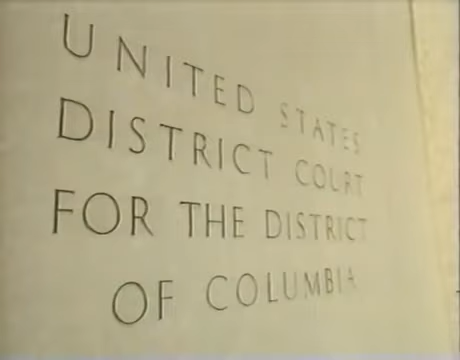 UNITED STATES
DISTRICT COURT
FOR THE DISTRICT
OF COLUMBIA